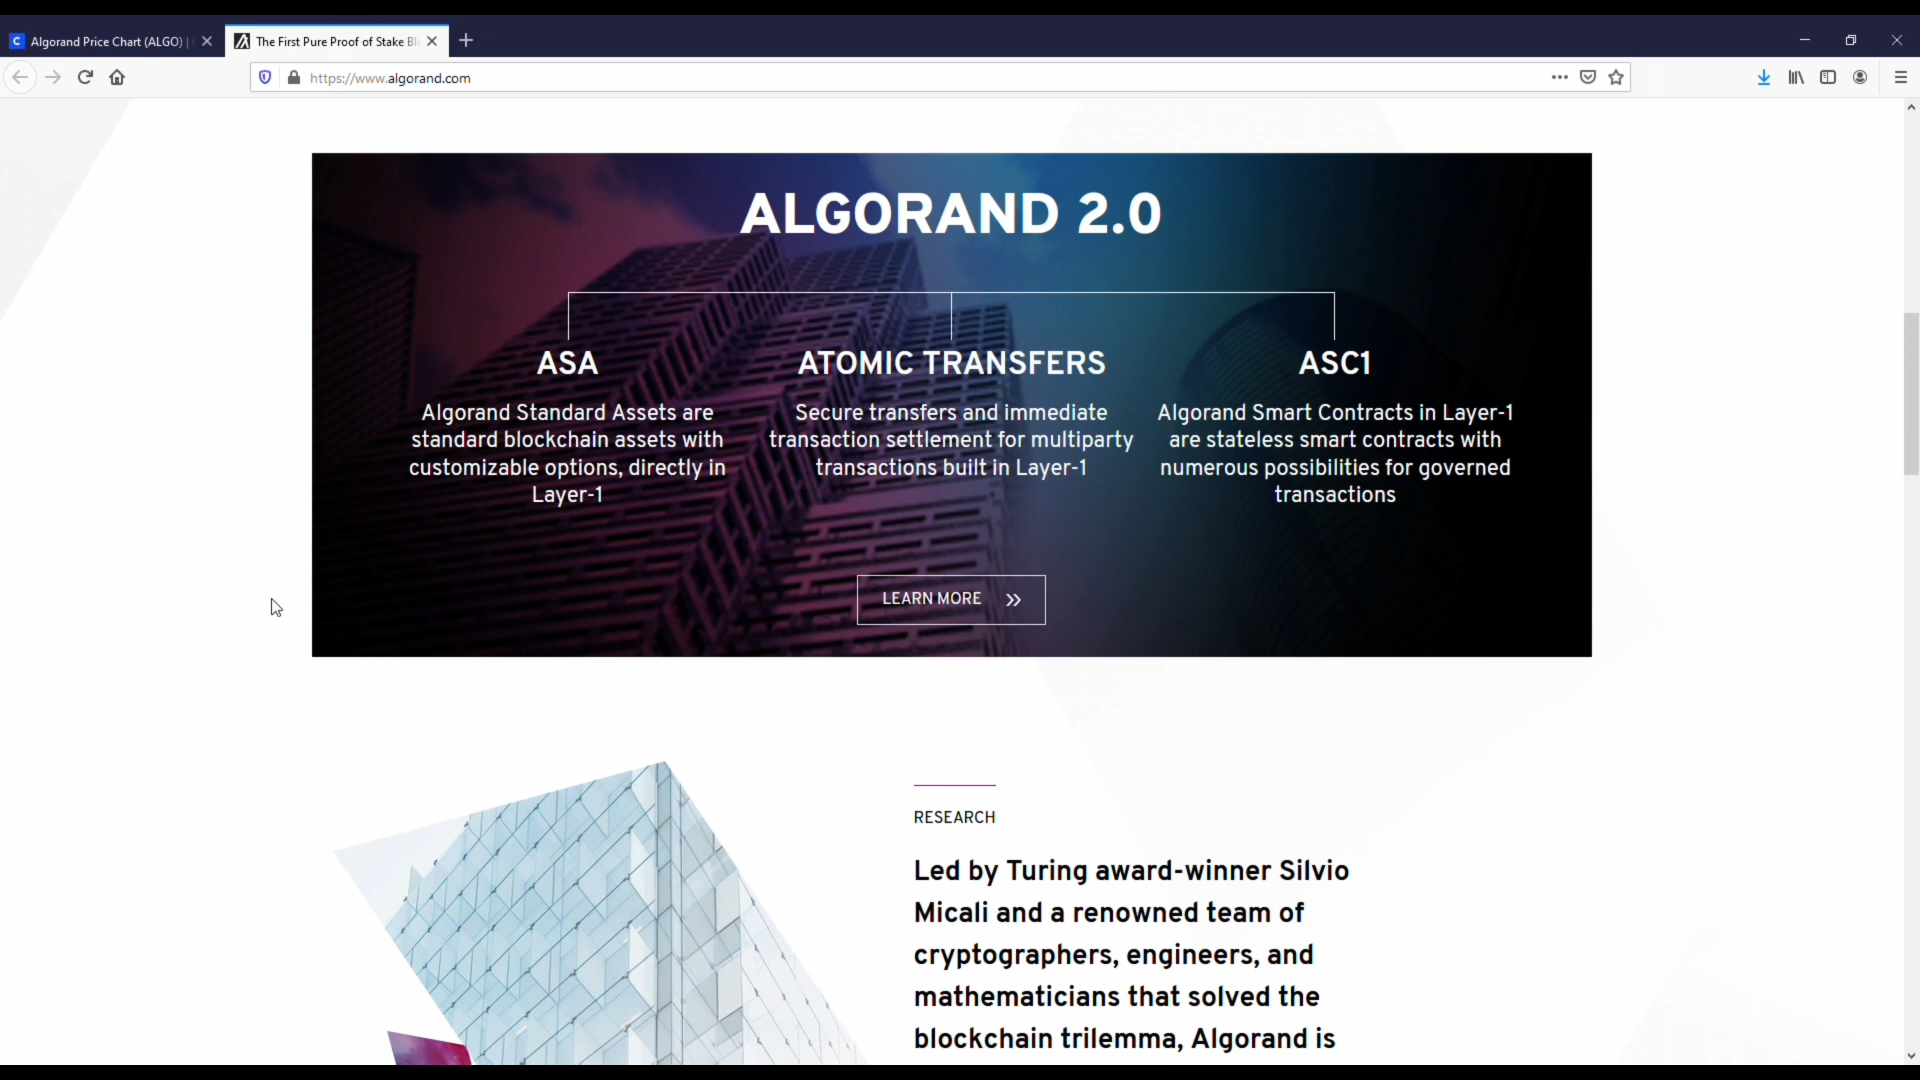 Algorand Price Chart (ALGO) |
The First Pure Proof of Stake Bl
https://www.algorand.com
ALGORAND 2.0
ASA
Algorand Standard Assets are
standard blockchain assets with
customizable options, directly in
Layer-1
ATOMIC TRANSFERS
Secure transfers and immediate
transaction settlement for multiparty
transactions built in Layer-1
ASC1
Algorand Smart Contracts in Layer-1
are stateless smart contracts with
numerous possibilities for governed
transactions
LEARN MORE
RESEARCH
Led by Turing award-winner Silvio
Micali and a renowned team of
cryptographers, engineers, and
mathematicians that solved the
blockchain trilemma, Algorand is